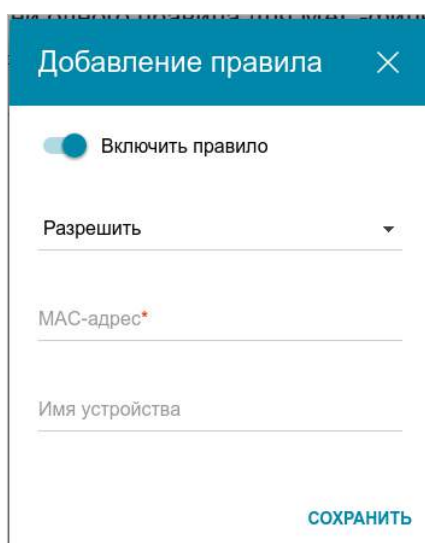 Добавление правила
Включить правило
Разрешить
MAC-адрес*
Имя устройства
СОХРАНИТЬ